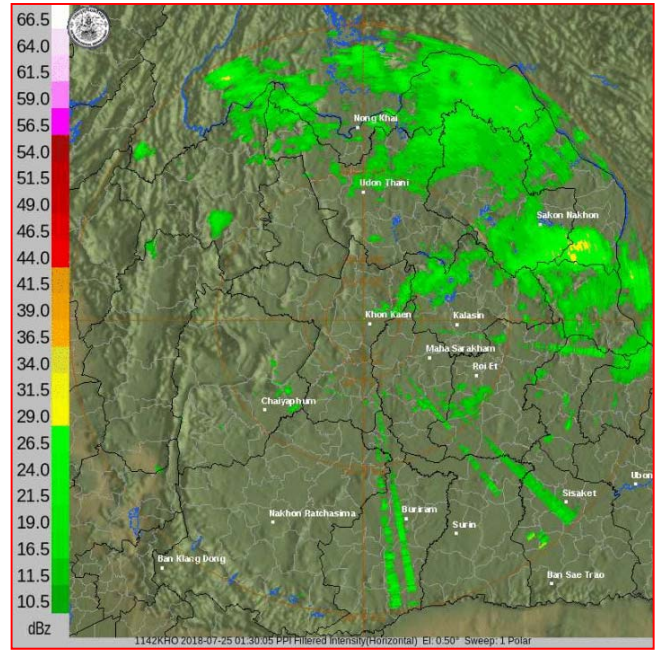 66.5
64.0
61.5
59.0
56.5
54.0
51.5
49.0
46.5
44.0
41.5
39.0
36.5
34.0
31.5
29.0
26.5
24.0
21.5
19.0
16.5
11.5
10.5
dBz
Nong Khai
Udon Thani
Sakon Nakhon
Khon Kaen
Kalasin
Maha Sarakham
Roi Et
Chaiyaphum
Ubon
Sisaket
Nakhon Ratchasima
Buriram
Surin
Ban Klang Dong
Ban Sae Trao
1142KHO 2018-07-25 01:30:05 PPI Filtered Intensity(Horizontal) El: 0.50° Sweep: 1 Polar